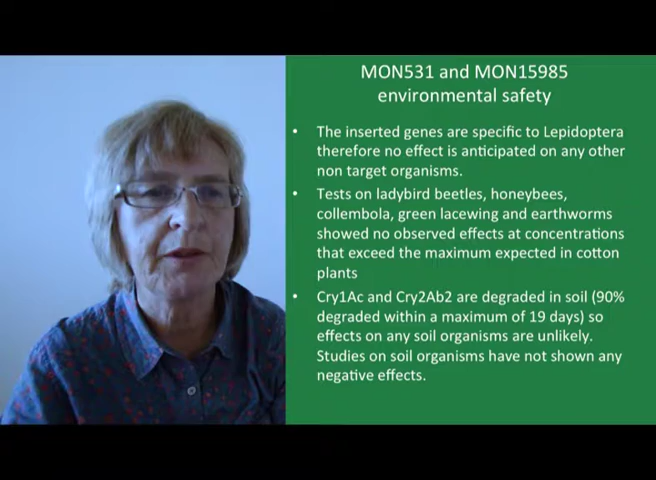 MON531 and MON15985
environmental safety
• The inserted genes are specific to Lepidoptera
therefore no effect is anticipated on any other
non target organisms.
• Tests on ladybird beetles, honeybees,
collembola, green lacewing and earthworms
showed no observed effects at concentrations
that exceed the maximum expected in cotton
plants
• Cry1Ac and Cry2Ab2 are degraded in soil (90%
degraded within a maximum of 19 days) so
effects on any soil organisms are unlikely.
Studies on soil organisms have not shown any
negative effects.